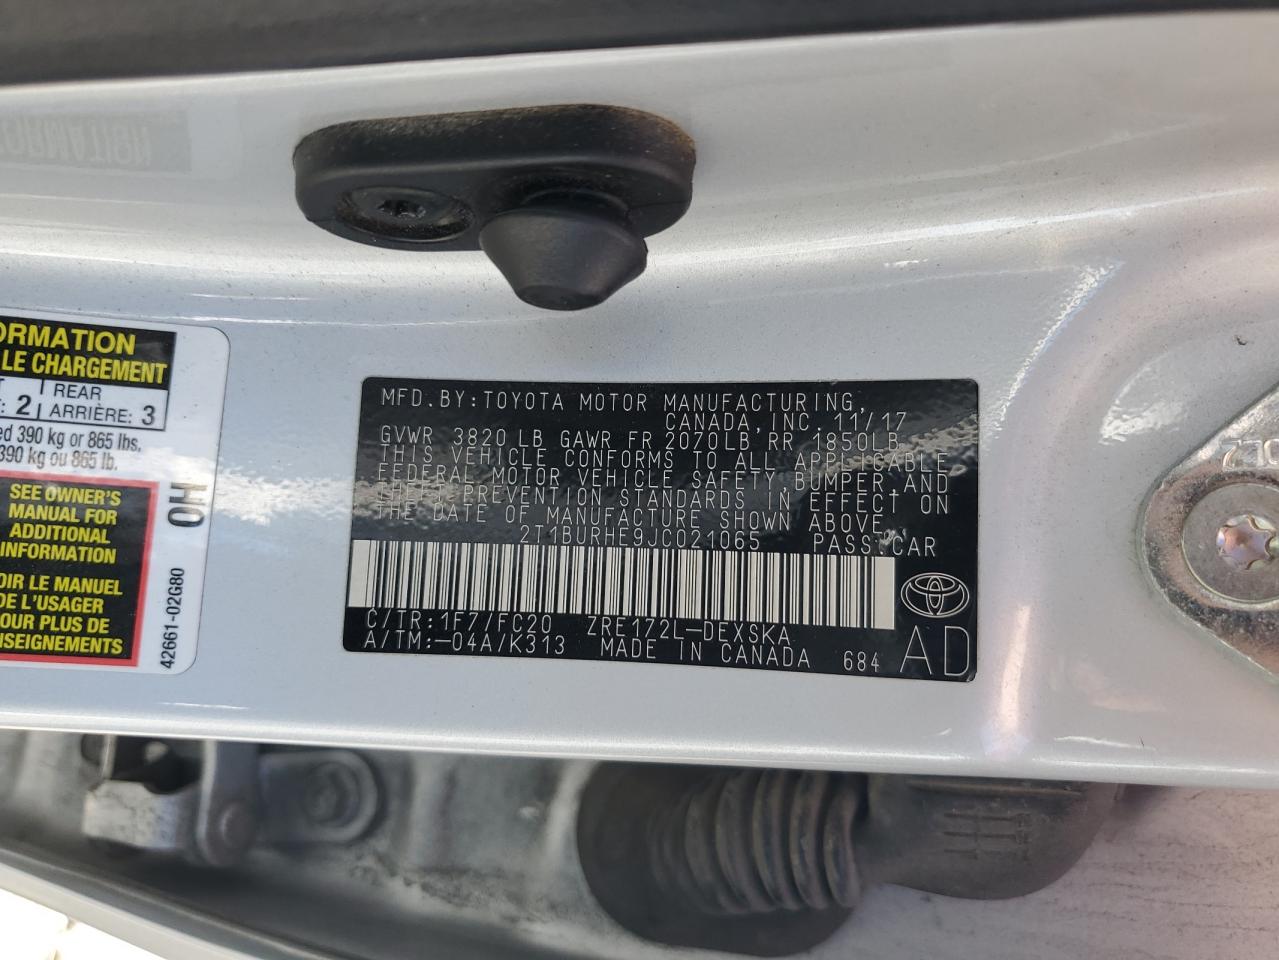 ORMATION
LE CHARGEMENT
: 2 REAR ARRIÈRE: 3
ed 390 kg or 865 lbs.
390 kg ou 865 lb.
SEE OWNER'S
MANUAL FOR
ADDITIONAL
INFORMATION
OIR LE MANUEL
DE L'USAGER
POUR PLUS DE
NSEIGNEMENTS
0H
42661-02G80
MFD.BY:TOYOTA MOTOR MANUFACTURING,
CANADA,INC. 11/17
GVWR 3820 LB GAWR FR 2070LB RR 1850LB
THIS VEHICLE CONFORMS TO ALL APPLICABLE
FEDERAL MOTOR VEHICLE SAFETY BUMPER,AND
THEFT PREVENTION STANDARDS IN EFFECT ON
THE DATE OF MANUFACTURE SHOWN ABOVE.
2T1BURHE9JC021065 PASS.CAR
C/TR:1F7/FC20 ZRE172L-DEXSKA
A/TM:-04A/K313 MADE IN CANADA 684
AD